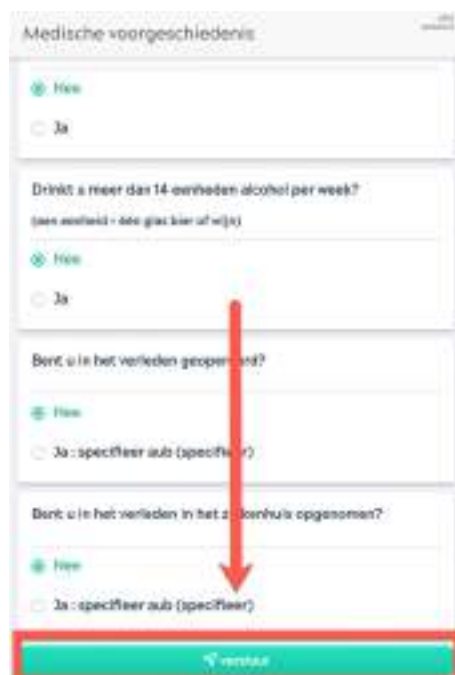 Medische voorgeschiedenis
Nee
Ja
Drinkt u meer dan 14 eenheden alcohol per week?
(een eenheid = één glas bier of wijn)
Nee
Ja
Bent u in het verleden geopereerd?
Nee
Ja : specifieer aub (specifieer)
Bent u in het verleden in het ziekenhuis opgenomen?
Nee
Ja : specifieer aub (specifieer)
verstuur